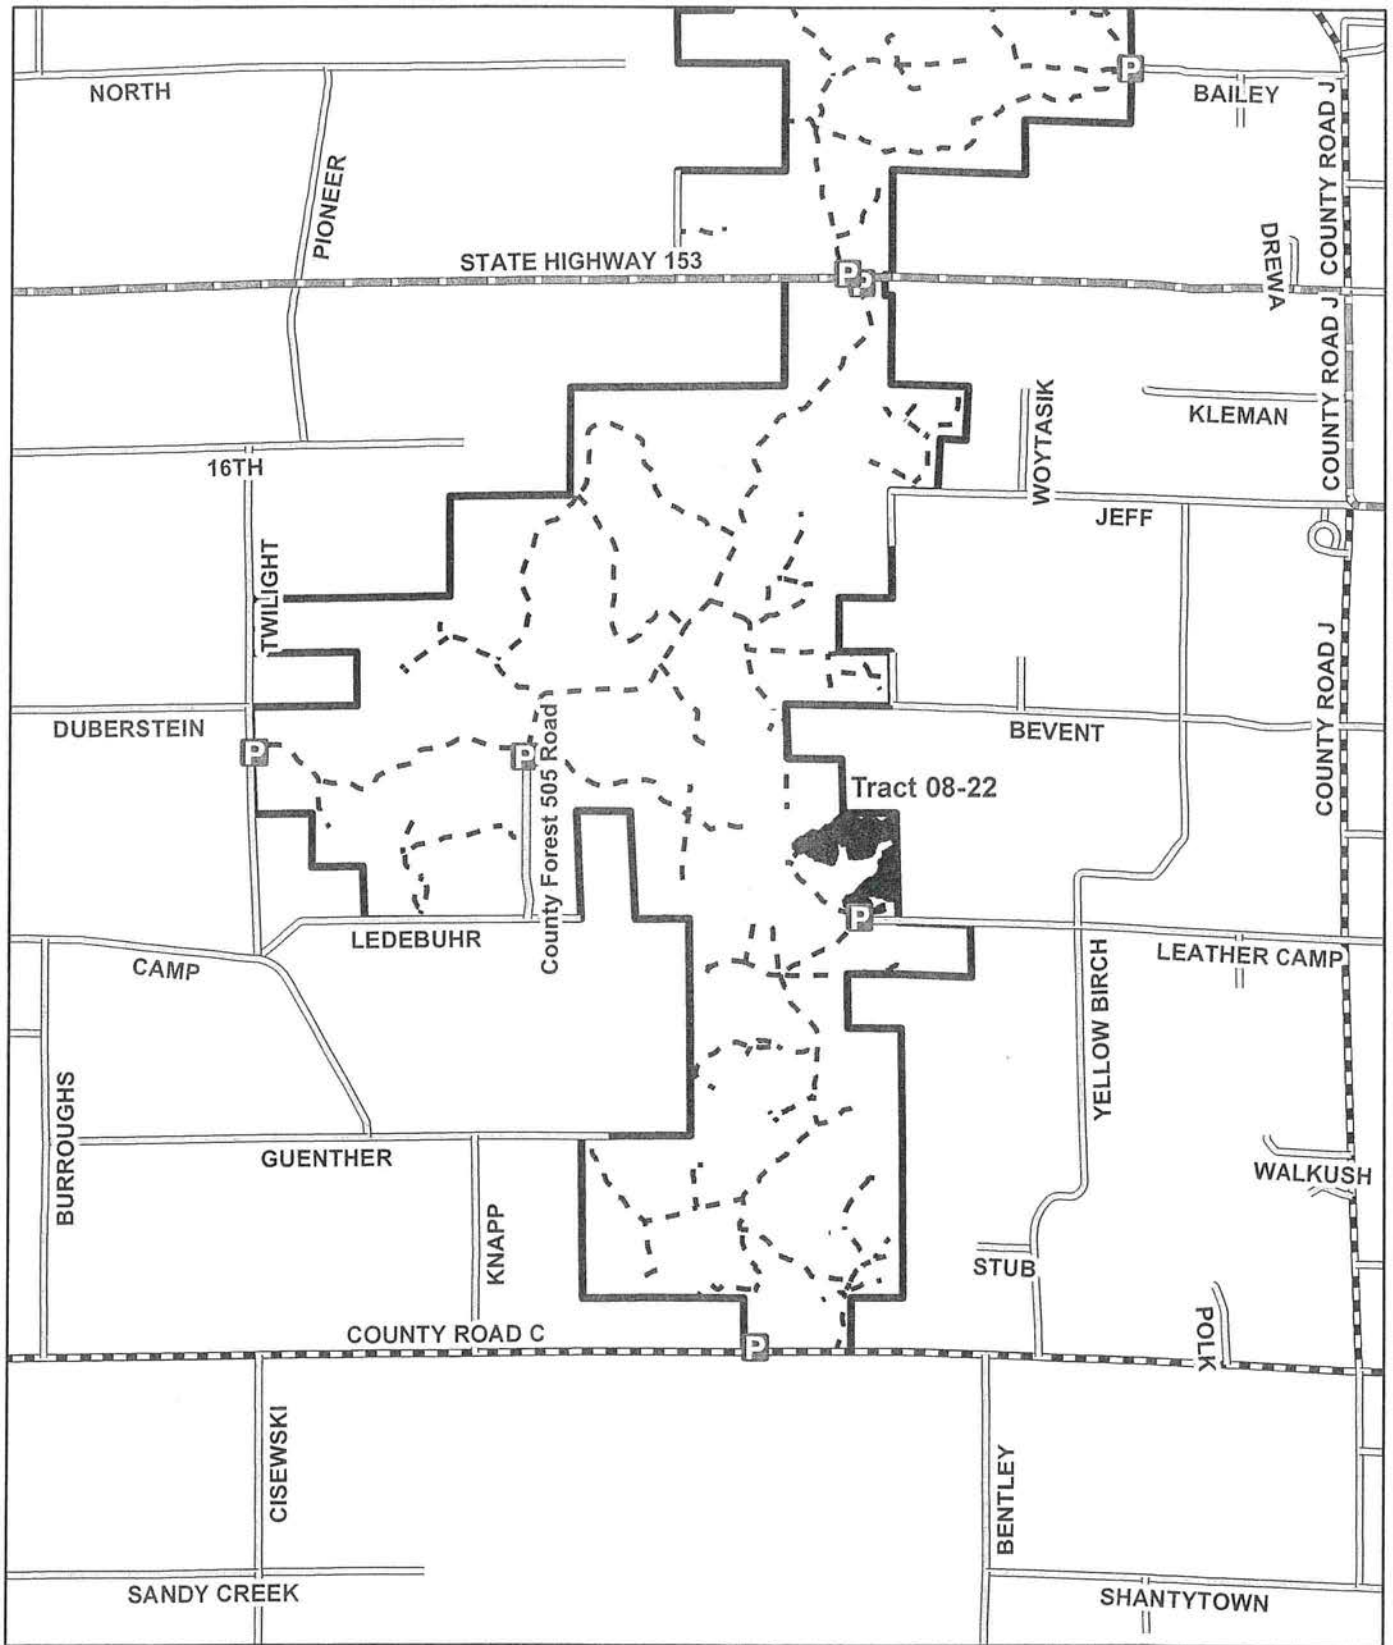 NORTH
PIONEER
P
BAILEY
COUNTY ROAD J
STATE HIGHWAY 153
P
P
DREWA
COUNTY ROAD J
16TH
WOYTASIK
KLEMAN
JEFF
TWILIGHT
DUBERSTEIN
P
P
County Forest 505 Road
BEVENT
COUNTY ROAD J
Tract 08-22
P
LEDEBUHR
CAMP
LEATHER CAMP
YELLOW BIRCH
BURROUGHS
GUENTHER
KNAPP
WALKUSH
STUB
POLK
COUNTY ROAD C
P
CISEWSKI
BENTLEY
SANDY CREEK
SHANTYTOWN